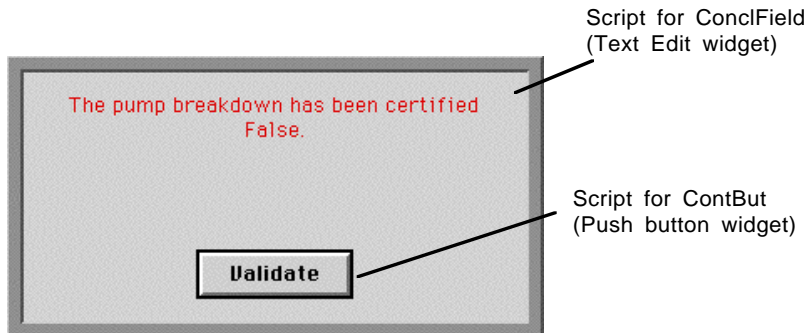 Script for ConclField
(Text Edit widget)
The pump breakdown has been certified
False.
Script for ContBut
(Push button widget)
Validate